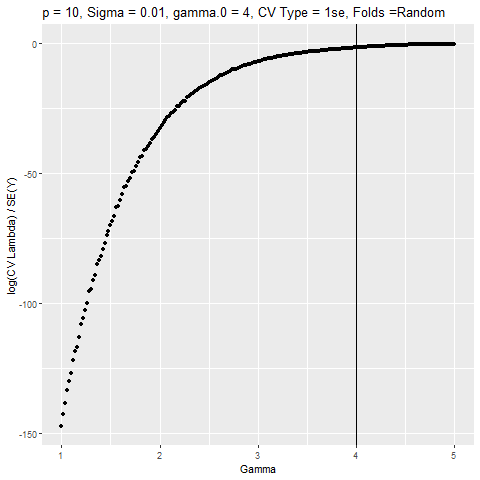 p = 10, Sigma = 0.01, gamma.0 = 4, CV Type = 1se, Folds =Random
0
-50
-100
-150
log(CV Lambda) / SE(Y)
1 2 3 4 5
Gamma